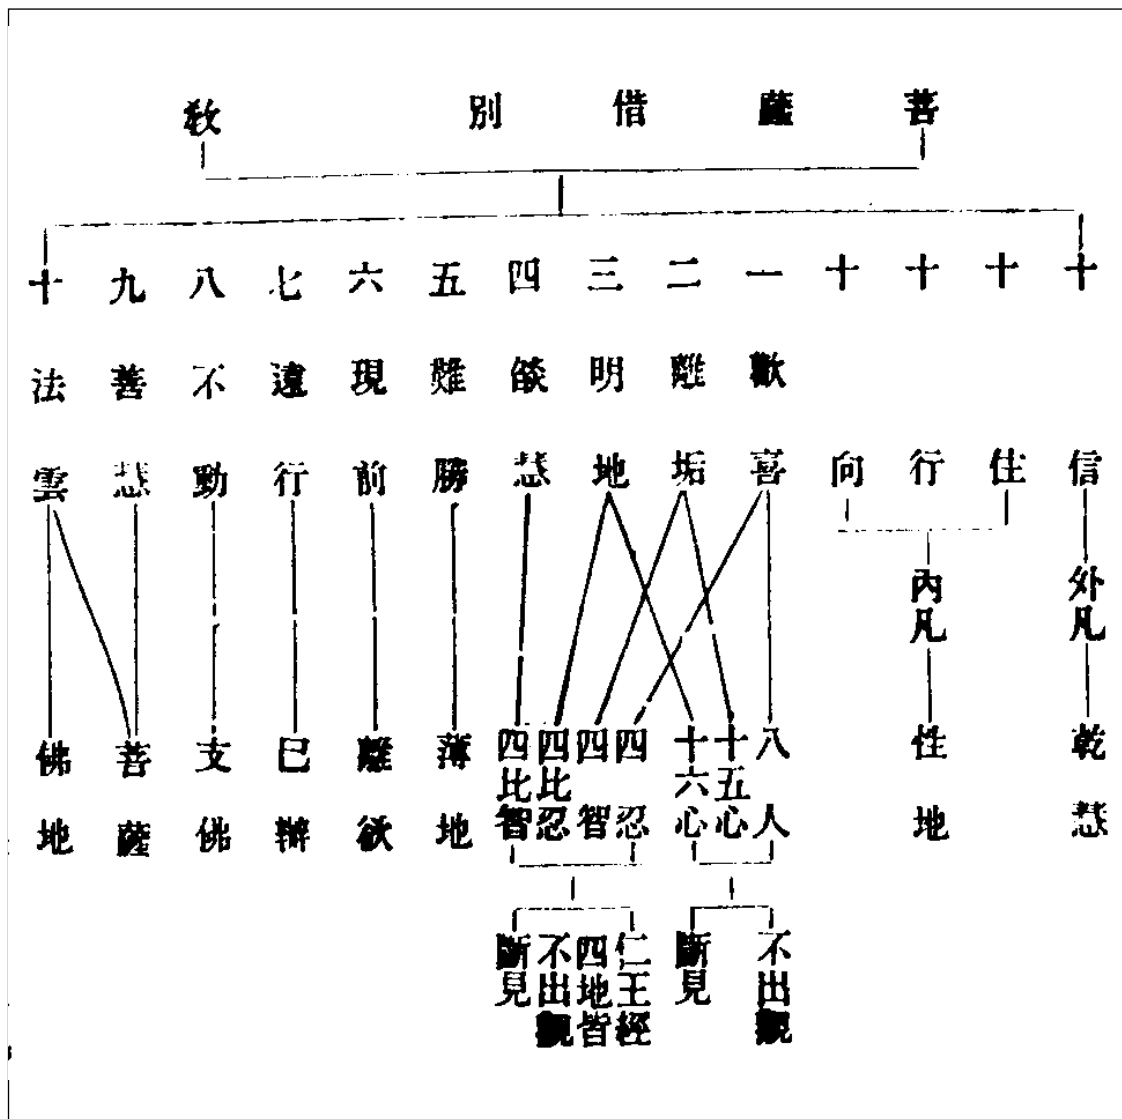 菩薩借別教
十信
十住
十行
十向
一歡喜
二離垢
三明地
四燄慧
五難勝
六現前
七遠行
八不動
九善慧
十法雲
外凡
內凡
乾慧
性地
八人
十五心
十六心
四忍
四智
四比忍
四比智
薄地
離欲
已辦
支佛
菩薩
佛地
不出觀
斷見
仁王經
四地皆
不出觀
斷見